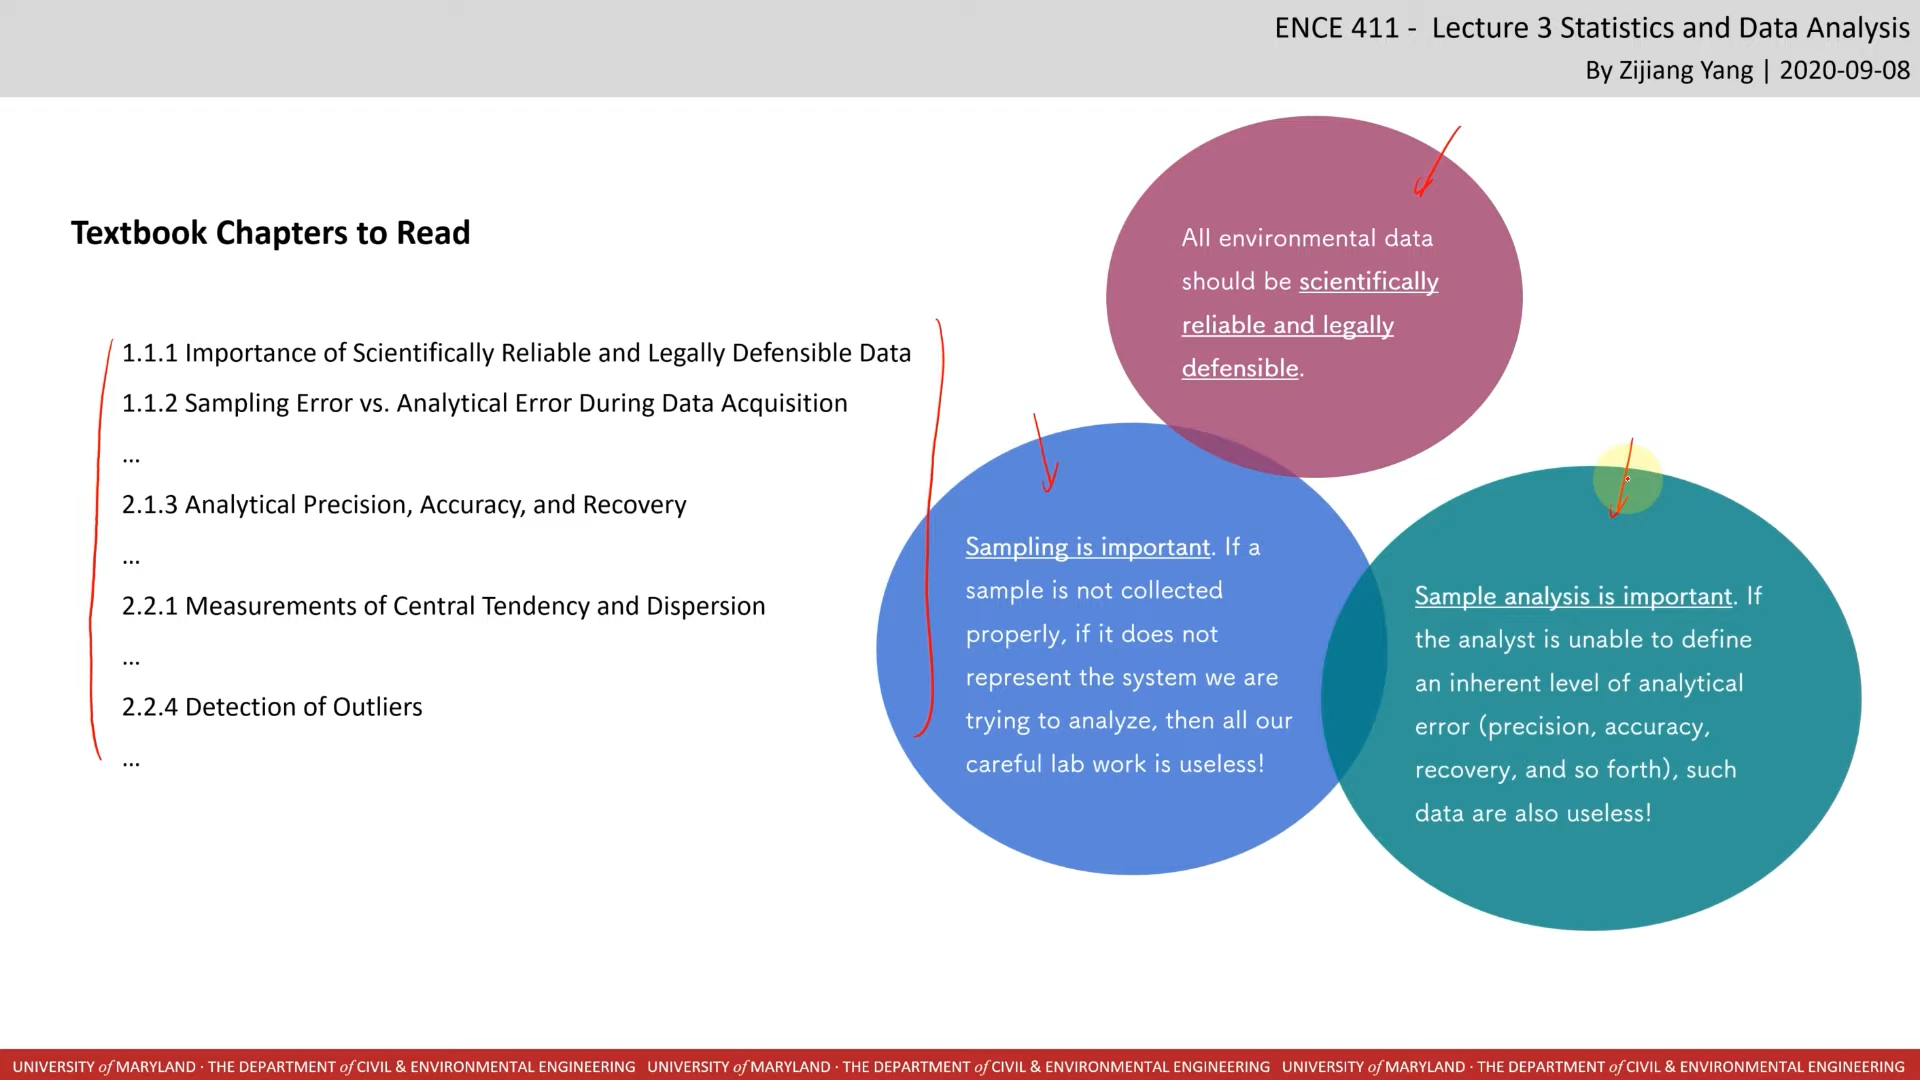 ENCE 411 -  Lecture 3 Statistics and Data Analysis
By Zijiang Yang | 2020-09-08
Textbook Chapters to Read
1.1.1 Importance of Scientifically Reliable and Legally Defensible Data
1.1.2 Sampling Error vs. Analytical Error During Data Acquisition
...
2.1.3 Analytical Precision, Accuracy, and Recovery
...
2.2.1 Measurements of Central Tendency and Dispersion
...
2.2.4 Detection of Outliers
...
All environmental data
should be scientifically
reliable and legally
defensible.
Sampling is important. If a
sample is not collected
properly, if it does not
represent the system we are
trying to analyze, then all our
careful lab work is useless!
Sample analysis is important. If
the analyst is unable to define
an inherent level of analytical
error (precision, accuracy,
recovery, and so forth), such
data are also useless!
UNIVERSITY of MARYLAND · THE DEPARTMENT of CIVIL & ENVIRONMENTAL ENGINEERING UNIVERSITY of MARYLAND · THE DEPARTMENT of CIVIL & ENVIRONMENTAL ENGINEERING UNIVERSITY of MARYLAND · THE DEPARTMENT of CIVIL & ENVIRONMENTAL ENGINEERING